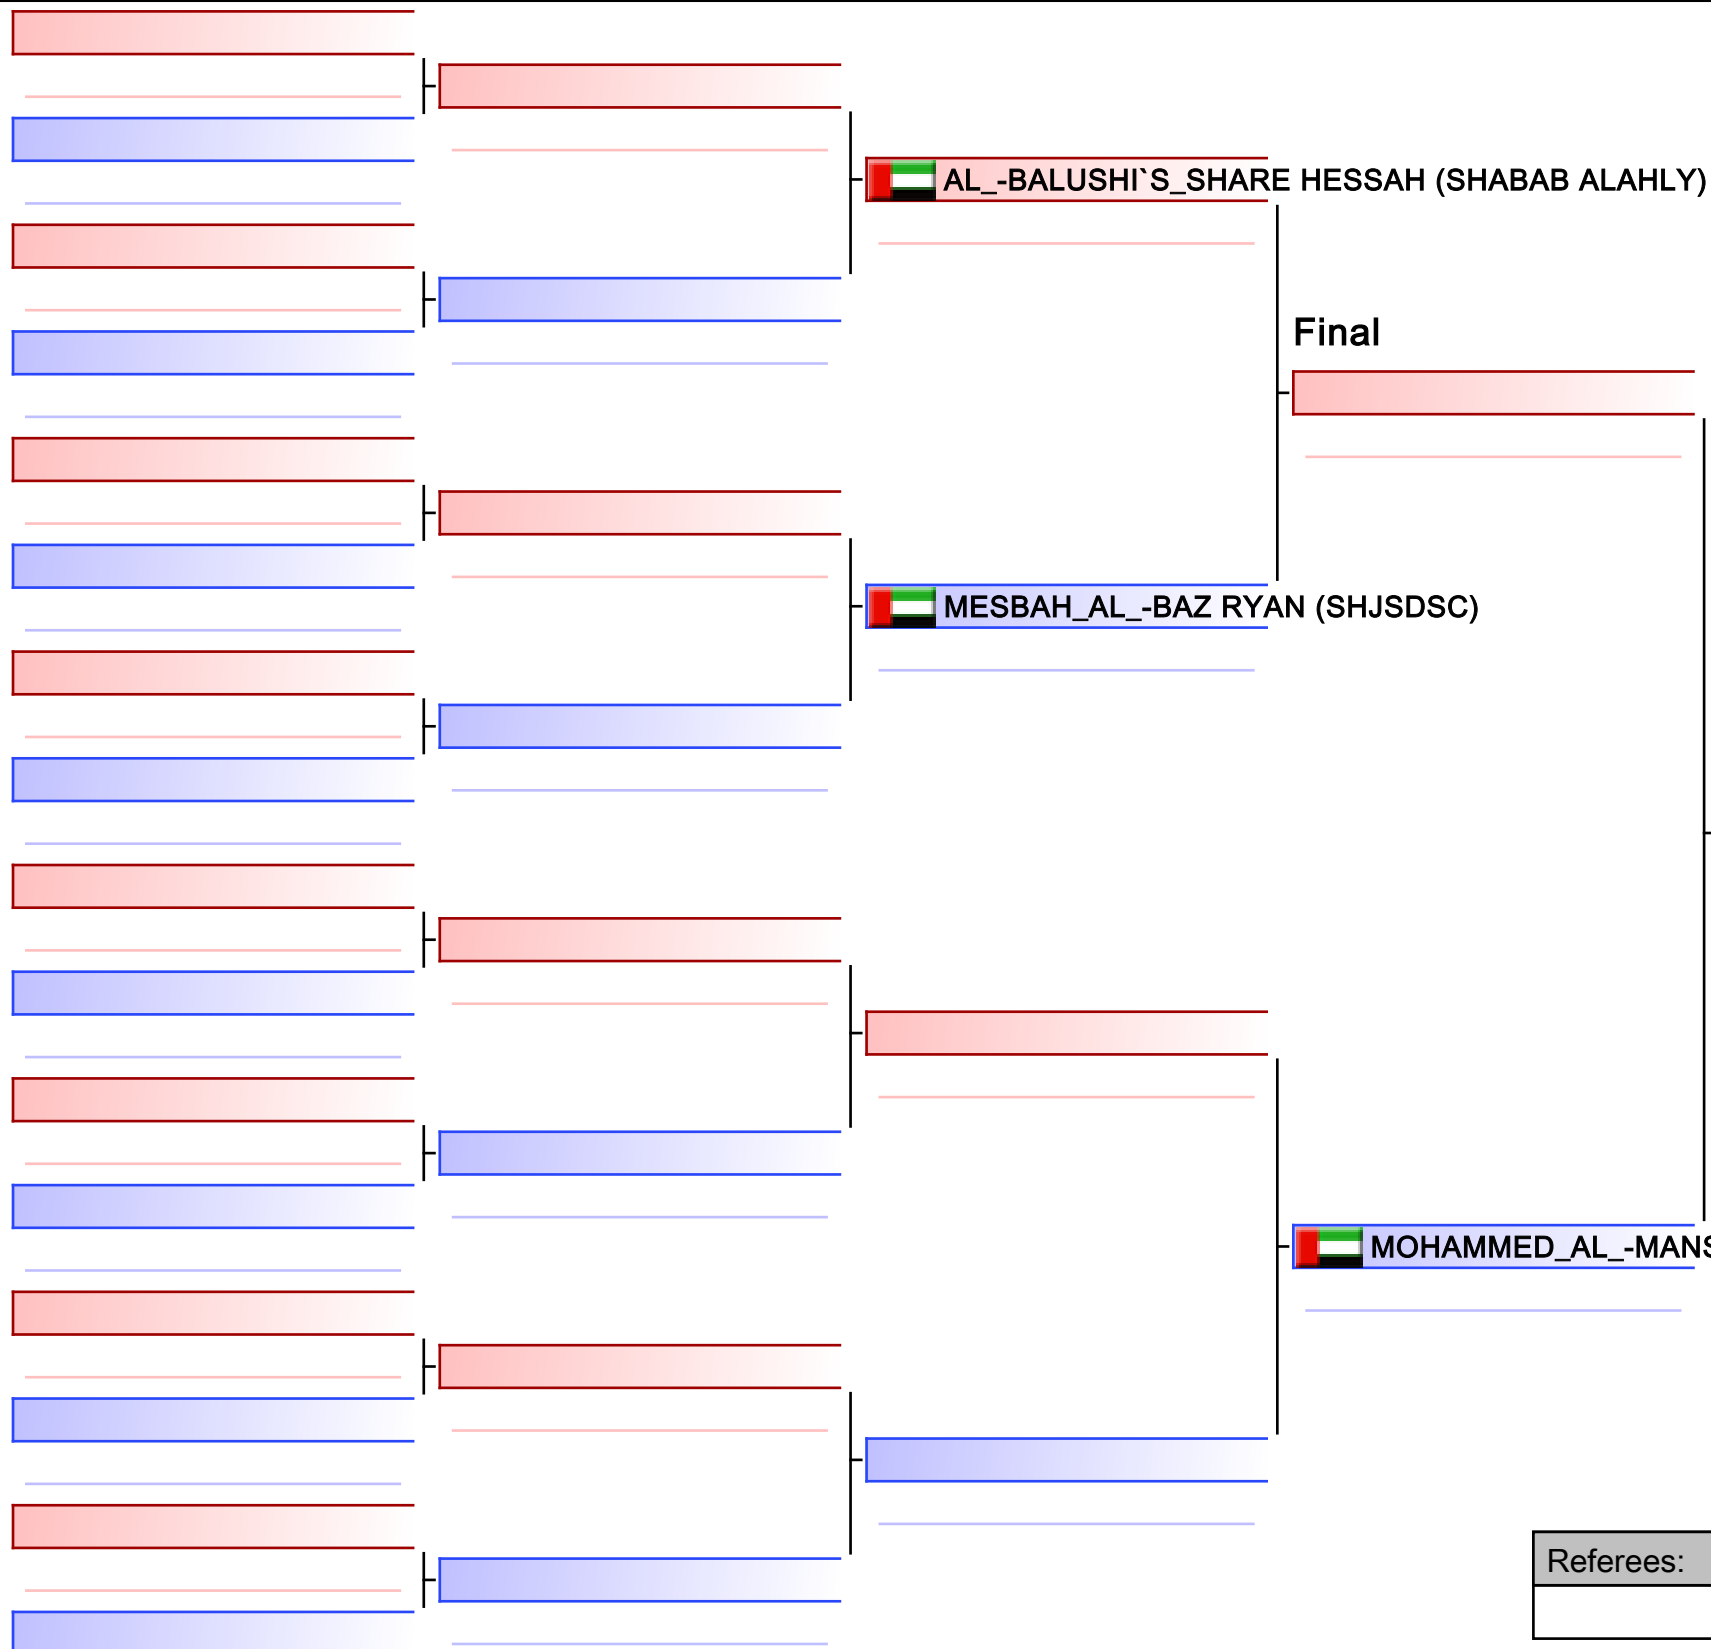 AL_-BALUSHI`S_SHARE HESSAH (SHABAB ALAHLY)
Final
MESBAH_AL_-BAZ RYAN (SHJSDSC)
MOHAMMED_AL_-MANS
Referees: